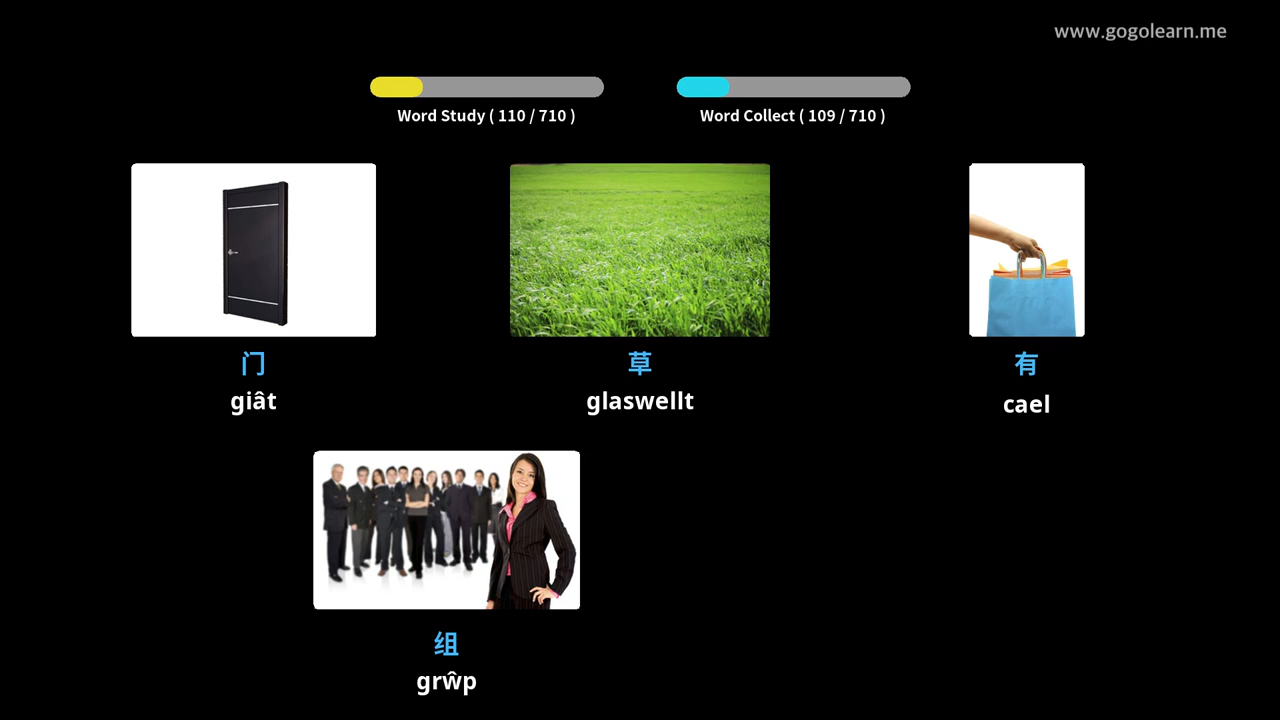 www.gogolearn.me
Word Study ( 110 / 710 )
Word Collect ( 109 / 710 )
门
giât
草
glaswellt
有
cael
组
grŵp